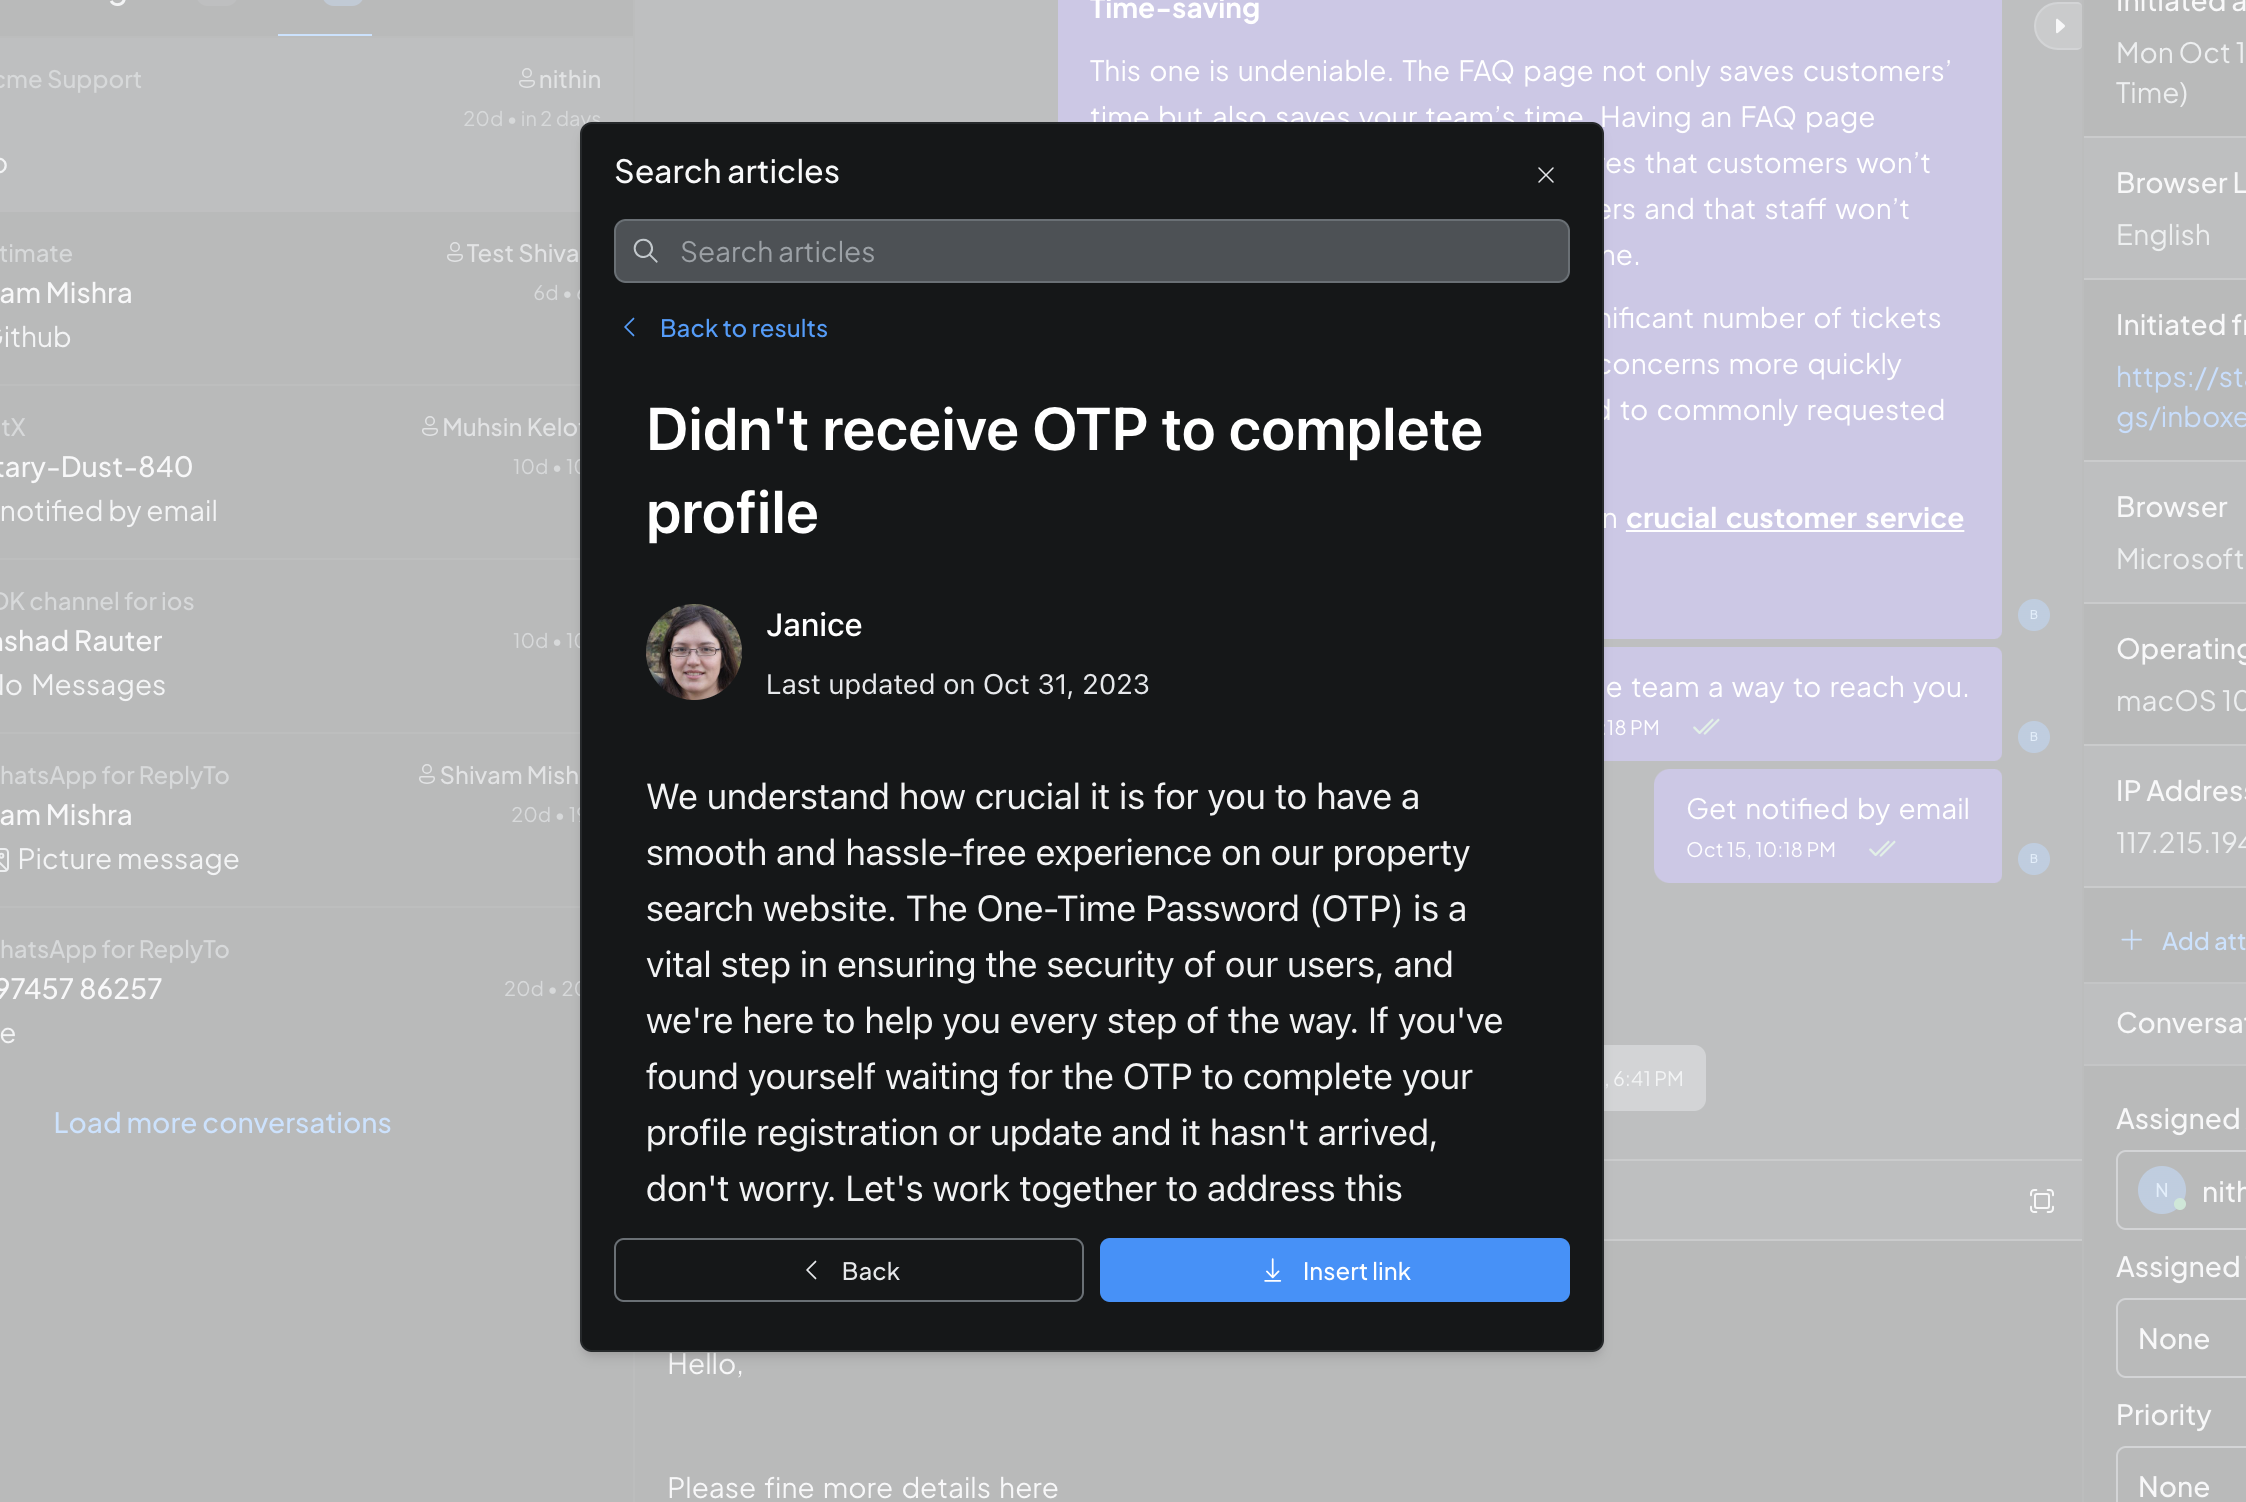 cme Support
nithin
20d • in 2 days
timate
Test Shiva
am Mishra
6d •
Github
tX
Muhsin Kelo
tary-Dust-840
10d • 10
notified by email
DK channel for ios
ashad Rauter
10d • 10
No Messages
hatsApp for ReplyTo
Shivam Mish
am Mishra
20d • 19
Picture message
hatsApp for ReplyTo
97457 86257
20d • 20
e
Load more conversations
Time-saving
This one is undeniable. The FAQ page not only saves customers’
time but also saves your team’s time. Having an FAQ page
es that customers won’t
ers and that staff won’t
ne.
nificant number of tickets
concerns more quickly
d to commonly requested
n crucial customer service
B
e team a way to reach you.
:18 PM
B
Get notified by email
Oct 15, 10:18 PM
B
, 6:41 PM
Search articles
Search articles
Back to results
Didn't receive OTP to complete
profile
Janice
Last updated on Oct 31, 2023
We understand how crucial it is for you to have a
smooth and hassle-free experience on our property
search website. The One-Time Password (OTP) is a
vital step in ensuring the security of our users, and
we're here to help you every step of the way. If you've
found yourself waiting for the OTP to complete your
profile registration or update and it hasn't arrived,
don't worry. Let's work together to address this
Back
Insert link
Hello,
Please fine more details here
Initiated a
Mon Oct 1
Time)
Browser L
English
Initiated f
https://st
gs/inboxe
Browser
Microsoft
Operating
macOS 10
IP Addres
117.215.194
Add att
Conversa
Assigned
N
nith
Assigned
None
Priority
None